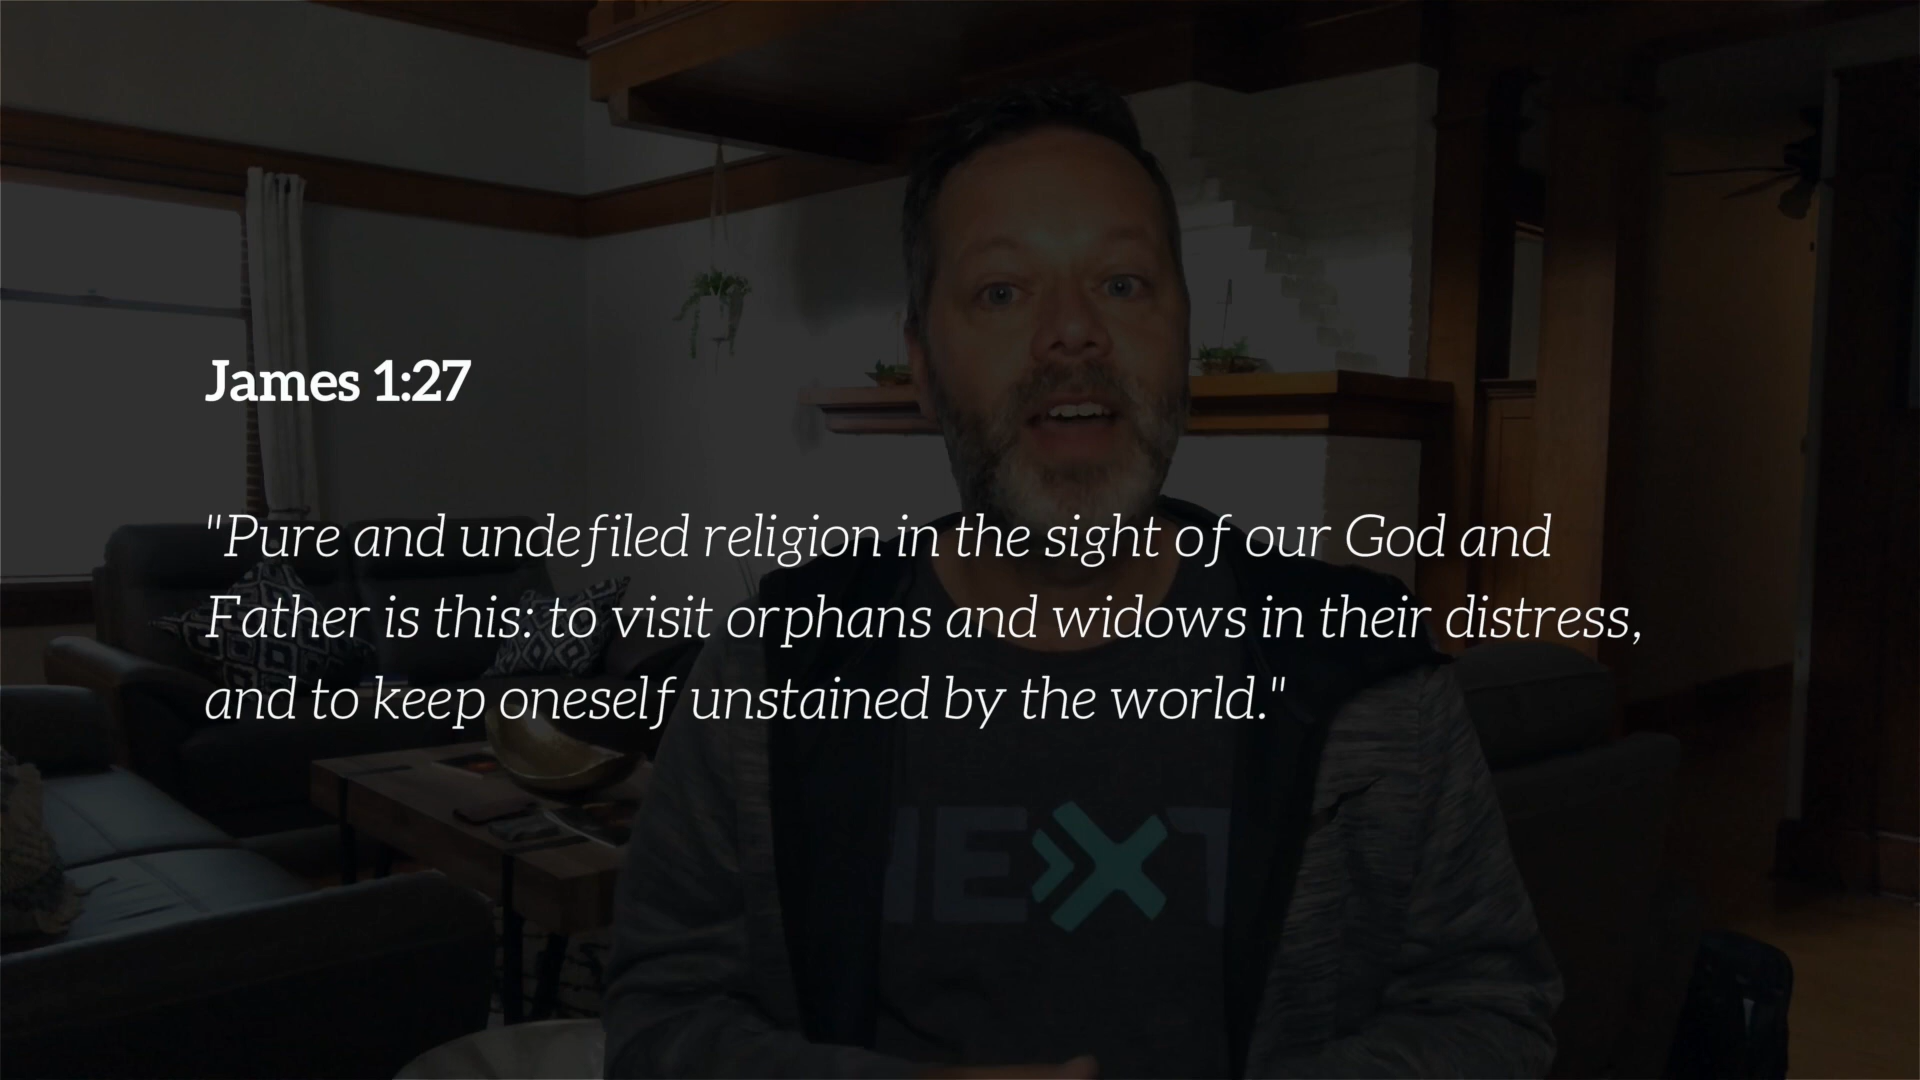 James 1:27
"Pure and undefiled religion in the sight of our God and
Father is this: to visit orphans and widows in their distress,
and to keep oneself unstained by the world."
NEXT